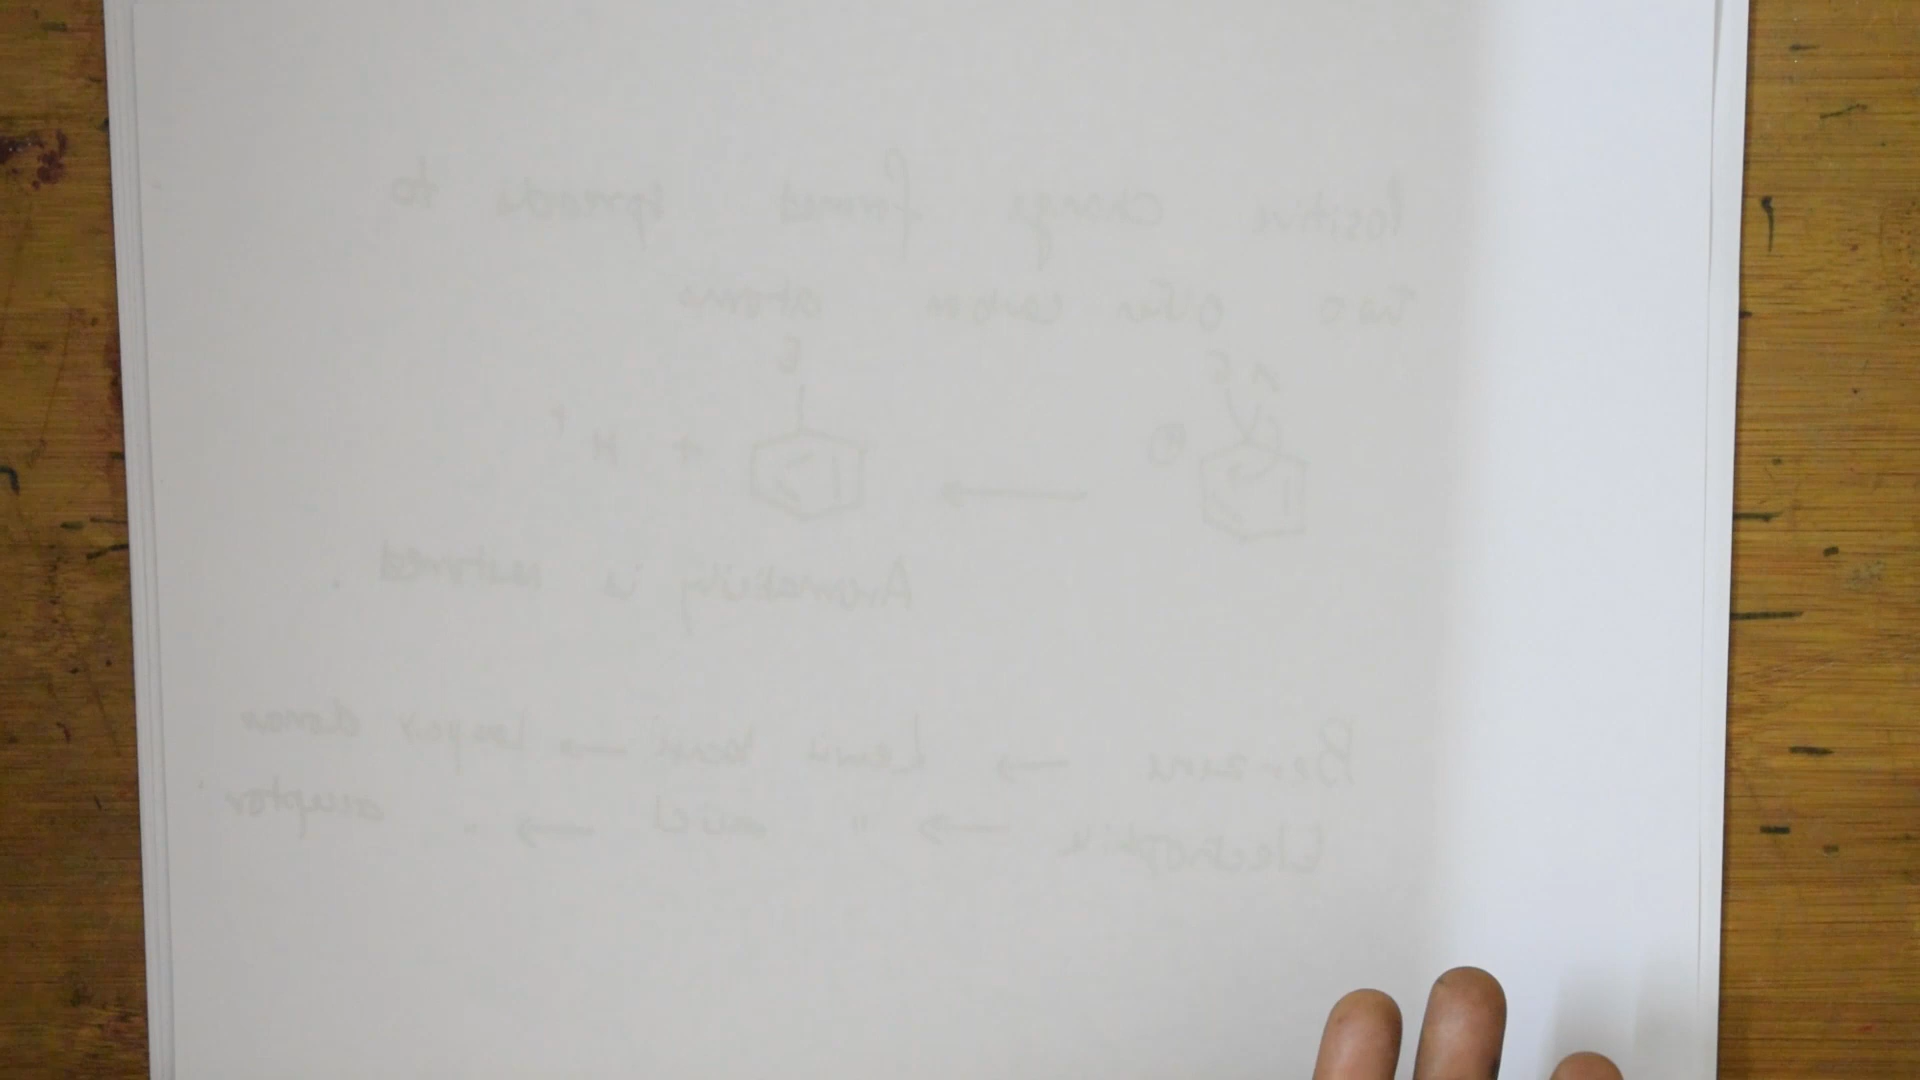 Positive charge formed spreads to
two other carbon atoms
E H E
⊕ ⟶ + H⁺
Aromaticity is restored
Benzene → Lewis base → lonepair donor
Electrophile → " acid → " acceptor